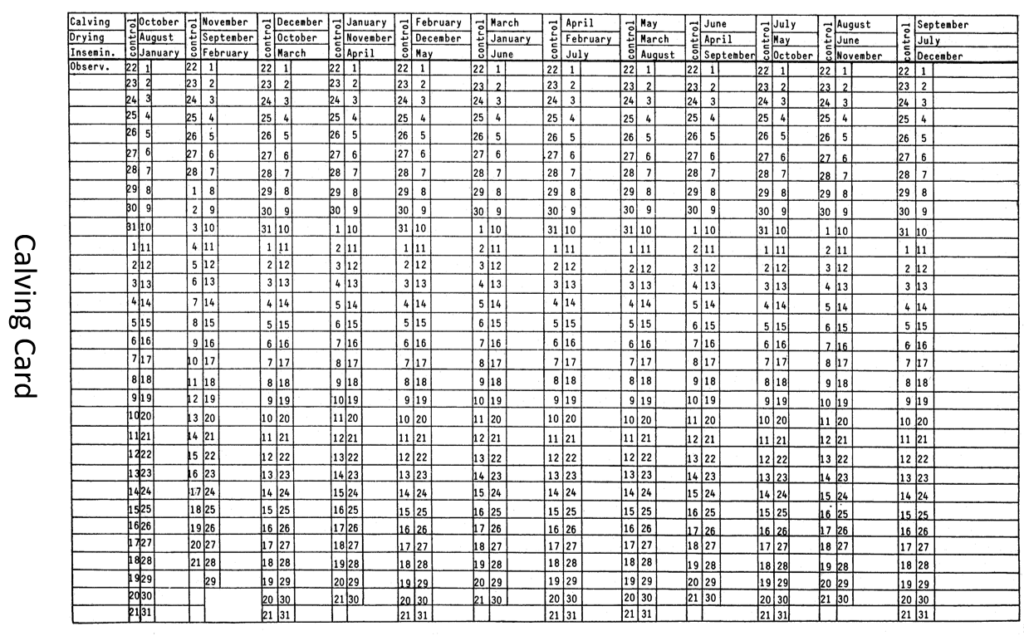 Calving Card
Calving control October control November control December control January control February control March control April control May control June control July control August control September
Drying August September October November December January February March April May June July
Insemin. January February March April May June July August September October November December
Observ. 22 1 22 1 22 1 22 1 22 1 22 1 22 1 22 1 22 1 22 1 22 1 22 1
23 2 23 2 23 2 23 2 23 2 23 2 23 2 23 2 23 2 23 2 23 2 23 2
24 3 24 3 24 3 24 3 24 3 24 3 24 3 24 3 24 3 24 3 24 3 24 3
25 4 25 4 25 4 25 4 25 4 25 4 25 4 25 4 25 4 25 4 25 4 25 4
26 5 26 5 26 5 26 5 26 5 26 5 26 5 26 5 26 5 26 5 26 5 26 5
27 6 27 6 27 6 27 6 27 6 27 6 27 6 27 6 27 6 27 6 27 6 27 6
28 7 28 7 28 7 28 7 28 7 28 7 28 7 28 7 28 7 28 7 28 7 28 7
29 8 1 8 29 8 29 8 29 8 29 8 29 8 29 8 29 8 29 8 29 8 29 8
30 9 2 9 30 9 30 9 30 9 30 9 30 9 30 9 30 9 30 9 30 9 30 9
31 10 3 10 31 10 1 10 31 10 1 10 31 10 31 10 1 10 31 10 1 10 31 10
1 11 4 11 1 11 2 11 1 11 2 11 1 11 1 11 2 11 1 11 2 11 1 11
2 12 5 12 2 12 3 12 2 12 3 12 2 12 2 12 3 12 2 12 3 12 2 12
3 13 6 13 3 13 4 13 3 13 4 13 3 13 3 13 4 13 3 13 4 13 3 13
4 14 7 14 4 14 5 14 4 14 5 14 4 14 4 14 5 14 4 14 5 14 4 14
5 15 8 15 5 15 6 15 5 15 6 15 5 15 5 15 6 15 5 15 6 15 5 15
6 16 9 16 6 16 7 16 6 16 7 16 6 16 6 16 7 16 6 16 7 16 6 16
7 17 10 17 7 17 8 17 7 17 8 17 7 17 7 17 8 17 7 17 8 17 7 17
8 18 11 18 8 18 9 18 8 18 9 18 8 18 8 18 9 18 8 18 9 18 8 18
9 19 12 19 9 19 10 19 9 19 10 19 9 19 9 19 10 19 9 19 10 19 9 19
10 20 13 20 10 20 11 20 10 20 11 20 10 20 10 20 11 20 10 20 11 20 10 20
11 21 14 21 11 21 12 21 11 21 12 21 11 21 11 21 12 21 11 21 12 21 11 21
12 22 15 22 12 22 13 22 12 22 13 22 12 22 12 22 13 22 12 22 13 22 12 22
13 23 16 23 13 23 14 23 13 23 14 23 13 23 13 23 14 23 13 23 14 23 13 23
14 24 17 24 14 24 15 24 14 24 15 24 14 24 14 24 15 24 14 24 15 24 14 24
15 25 18 25 15 25 16 25 15 25 16 25 15 25 15 25 16 25 15 25 16 25 15 25
16 26 19 26 16 26 17 26 16 26 17 26 16 26 16 26 17 26 16 26 17 26 16 26
17 27 20 27 17 27 18 27 17 27 18 27 17 27 17 27 18 27 17 27 18 27 17 27
18 28 21 28 18 28 19 28 18 28 19 28 18 28 18 28 19 28 18 28 19 28 18 28
19 29 29 19 29 20 29 19 29 20 29 19 29 19 29 20 29 19 29 20 29 19 29
20 30 20 30 21 30 20 30 21 30 20 30 20 30 21 30 20 30 21 30 20 30
21 31 21 31 21 31 21 31 21 31 21 31 21 31